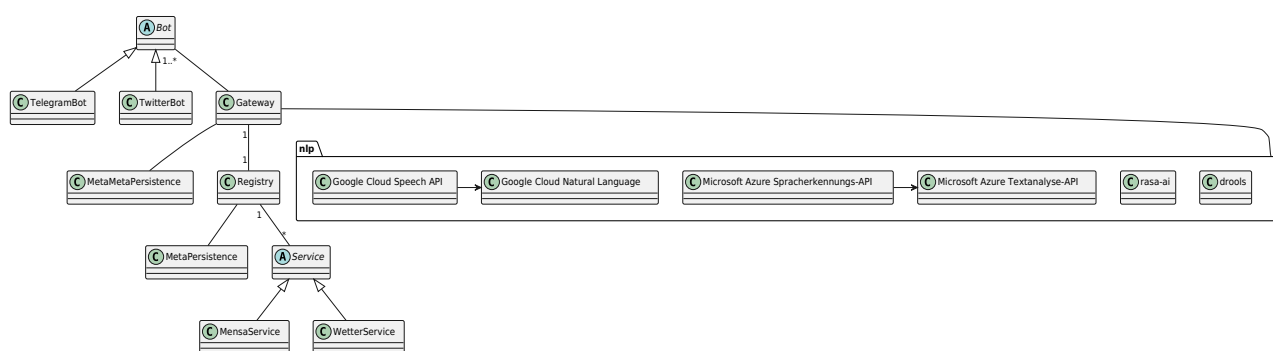 A Bot
1..*
C TelegramBot
C TwitterBot
C Gateway
1
1
nlp
C MetaMetaPersistence
C Registry
C Google Cloud Speech API
C Google Cloud Natural Language
C Microsoft Azure Spracherkennungs-API
C Microsoft Azure Textanalyse-API
C rasa-ai
C drools
1
*
C MetaPersistence
A Service
C MensaService
C WetterService